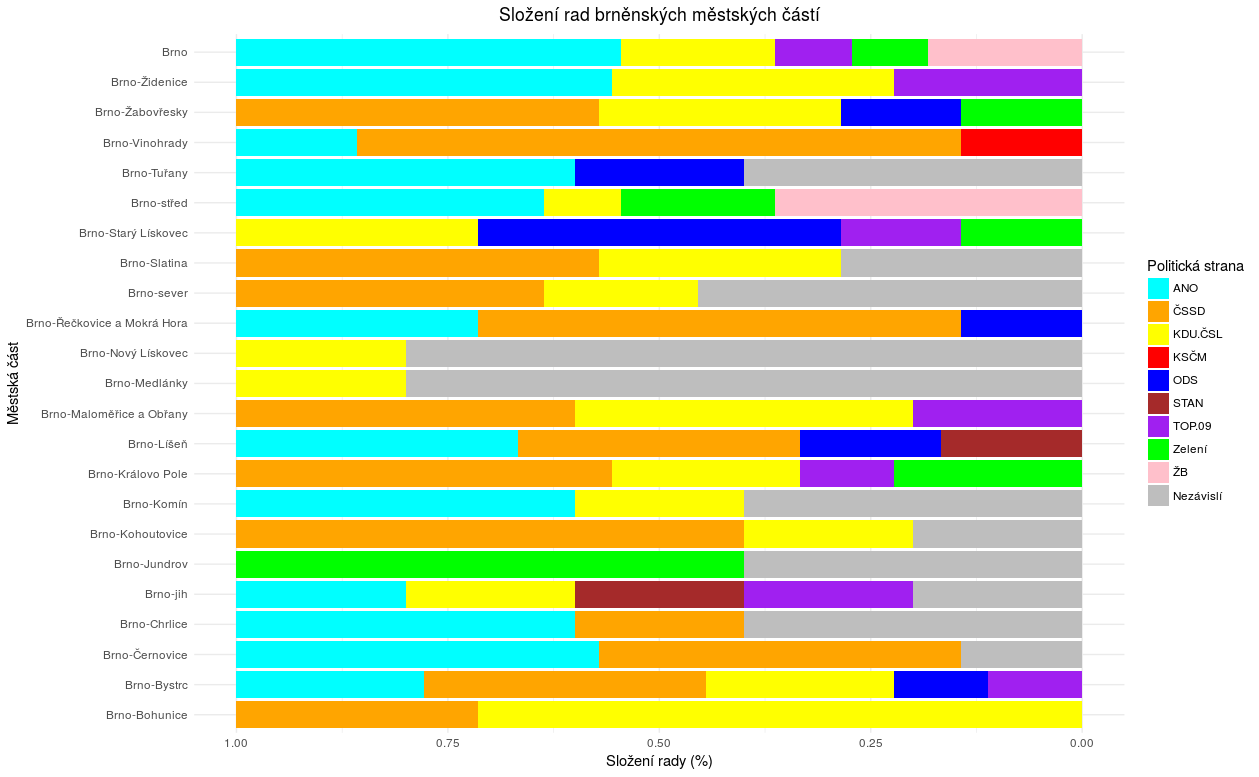 Složení rad brněnských městských částí
Brno
Brno-Židenice
Brno-Žabovřesky
Brno-Vinohrady
Brno-Tuřany
Brno-střed
Brno-Starý Lískovec
Brno-Slatina
Brno-sever
Brno-Řečkovice a Mokrá Hora
Brno-Nový Lískovec
Brno-Medlánky
Brno-Maloměřice a Obřany
Brno-Líšeň
Brno-Královo Pole
Brno-Komín
Brno-Kohoutovice
Brno-Jundrov
Brno-jih
Brno-Chrlice
Brno-Černovice
Brno-Bystrc
Brno-Bohunice
Městská část
1.00 0.75 0.50 0.25 0.00
Složení rady (%)
Politická strana
ANO
ČSSD
KDU.ČSL
KSČM
ODS
STAN
TOP.09
Zelení
ŽB
Nezávislí